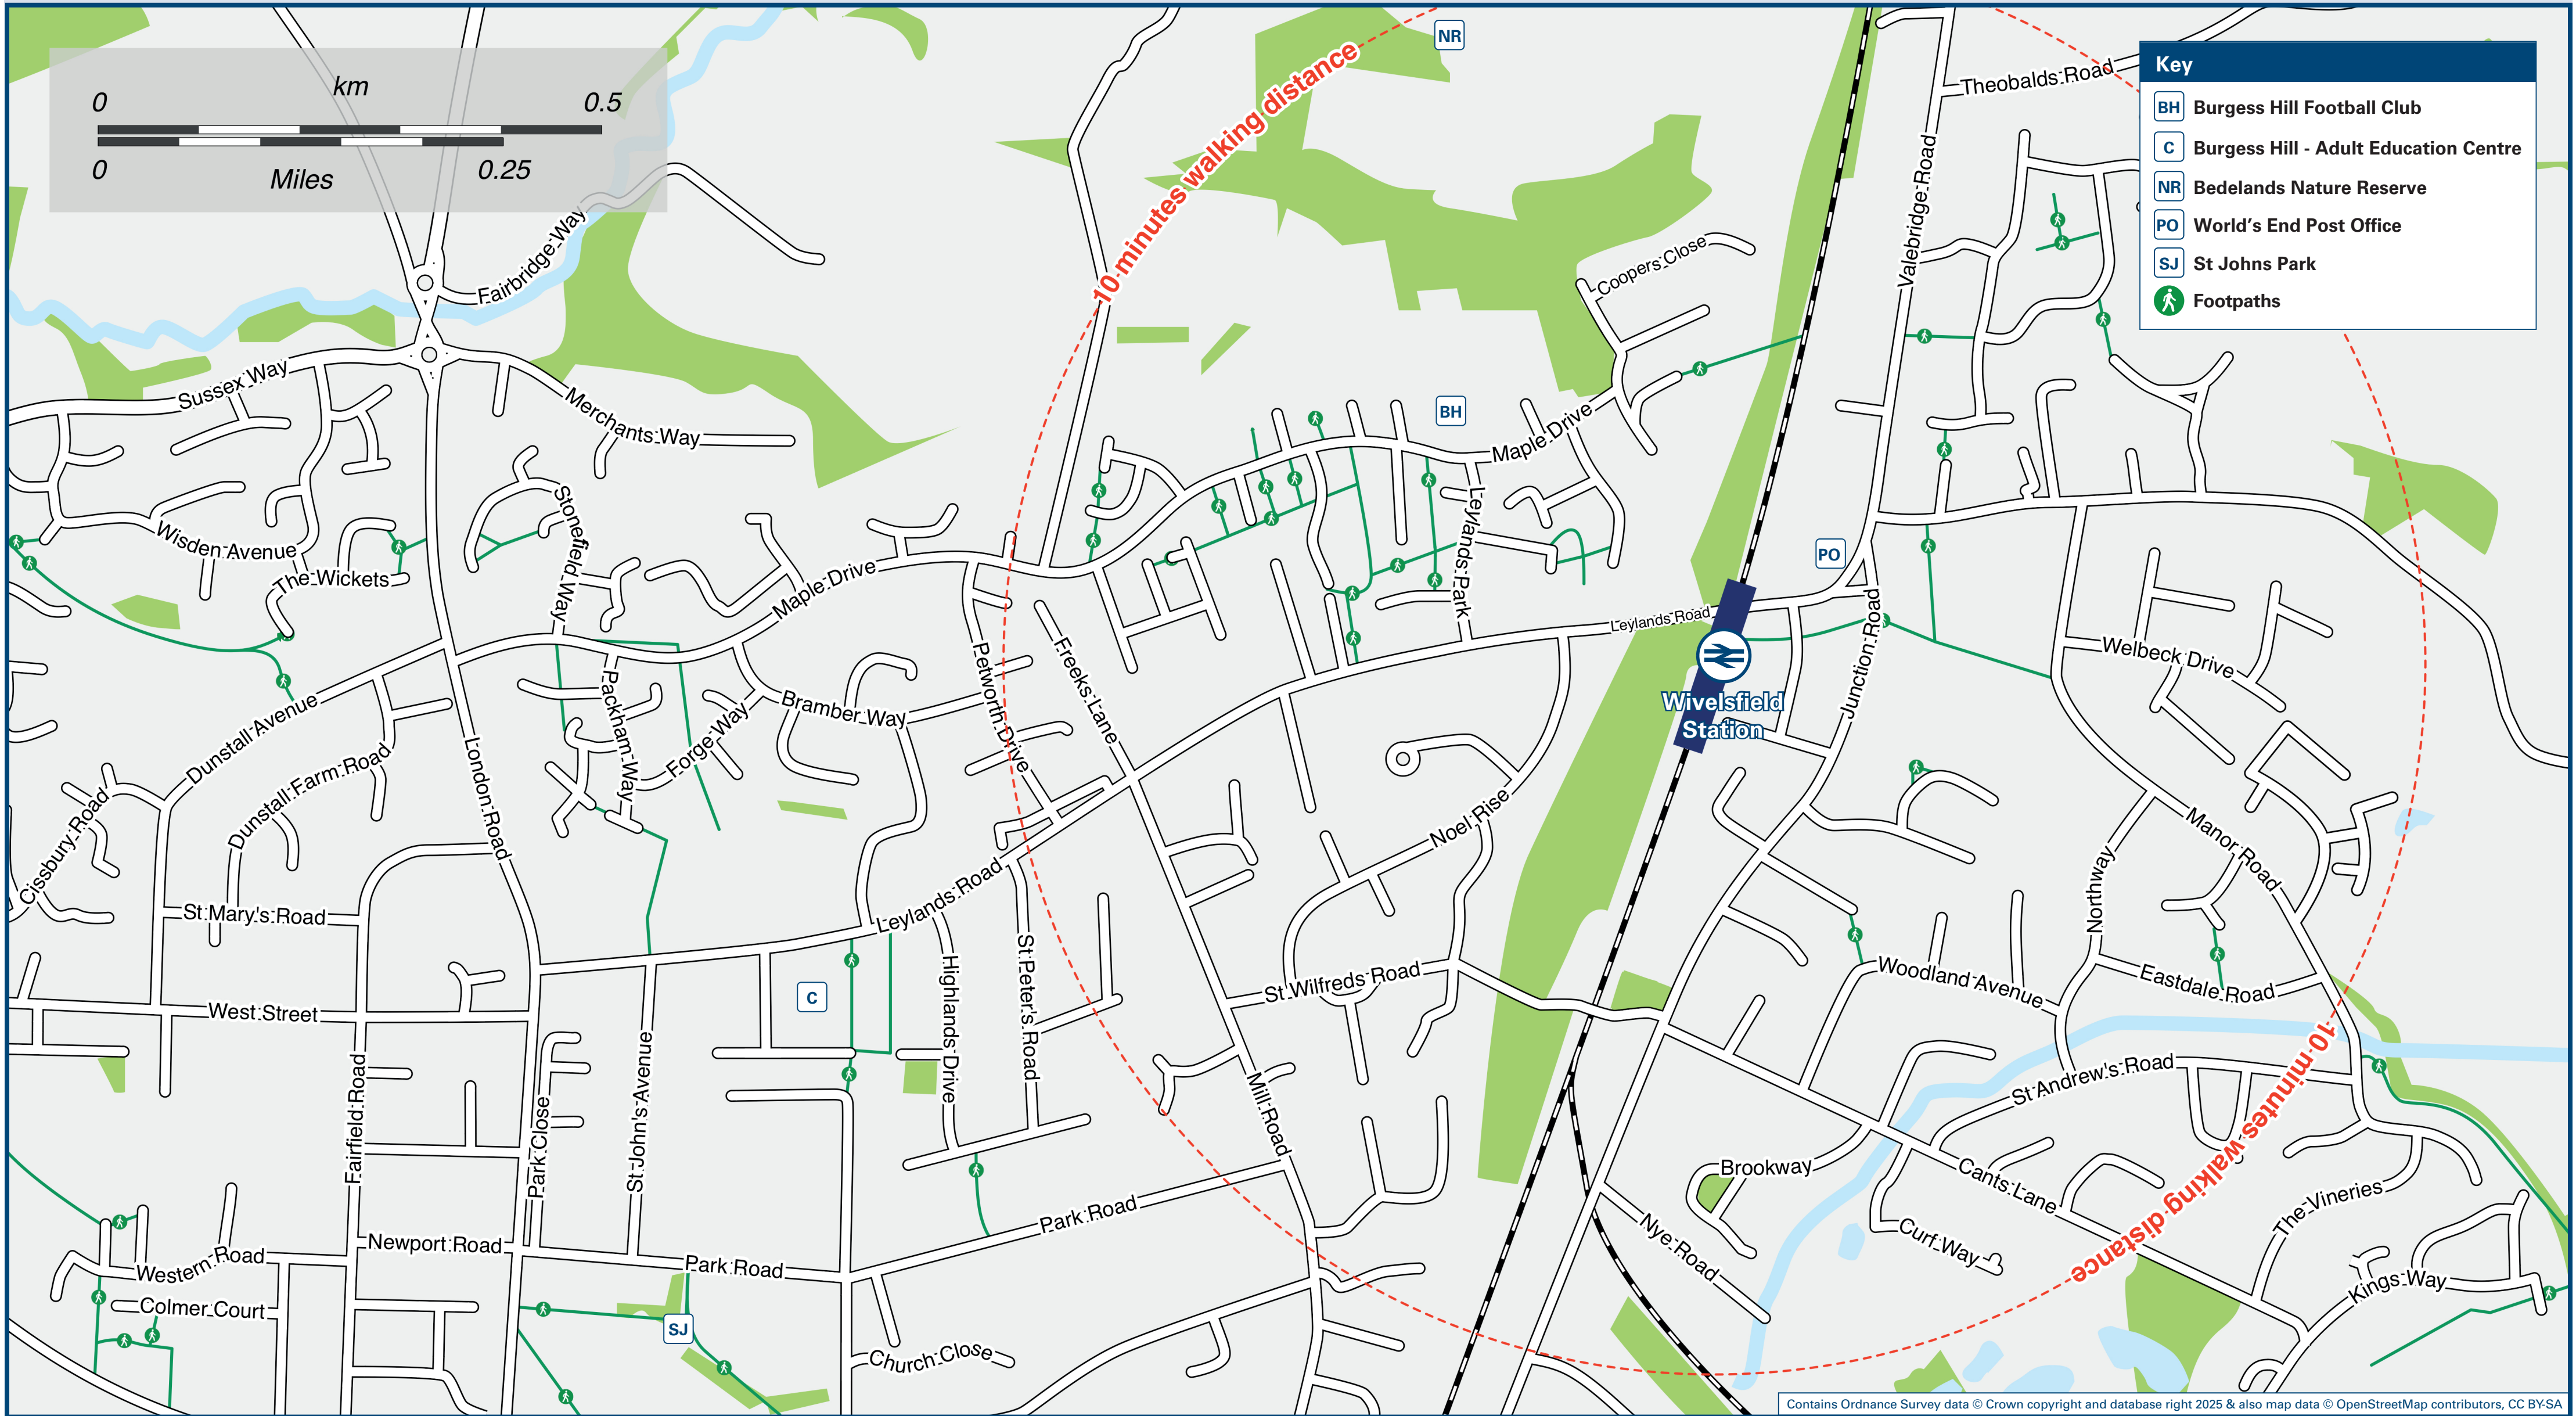 km
0
0.5
0
0.25
Miles
10 minutes walking distance
NR
Key
BH Burgess Hill Football Club
C Burgess Hill - Adult Education Centre
NR Bedelands Nature Reserve
PO World's End Post Office
SJ St Johns Park
Footpaths
Theobalds Road
Valebridge Road
Fairbridge Way
Coopers Close
Sussex Way
Merchants Way
BH
Maple Drive
Stonefield Way
Leylands Park
Wisden Avenue
The Wickets
Maple Drive
PO
Leylands Road
Junction Road
Welbeck Drive
Wivelsfield
Station
Petworth Drive
Freeks Lane
Packham Way
Bramber Way
Forge Way
Dunstall Avenue
Dunstall Farm Road
London Road
Cissbury Road
Noel Rise
Manor Road
Northway
Leylands Road
St Mary's Road
St Wilfreds Road
Woodland Avenue
Eastdale Road
West Street
C
Highlands Drive
St Peter's Road
Fairfield Road
Park Close
St John's Avenue
Mill Road
St Andrew's Road
10 minutes walking distance
Brookway
Cants Lane
The Vineries
Curf Way
Nye Road
Kings Way
Park Road
Newport Road
Western Road
Park Road
Colmer Court
SJ
Church Close
Contains Ordnance Survey data © Crown copyright and database right 2025 & also map data © OpenStreetMap contributors, CC BY-SA